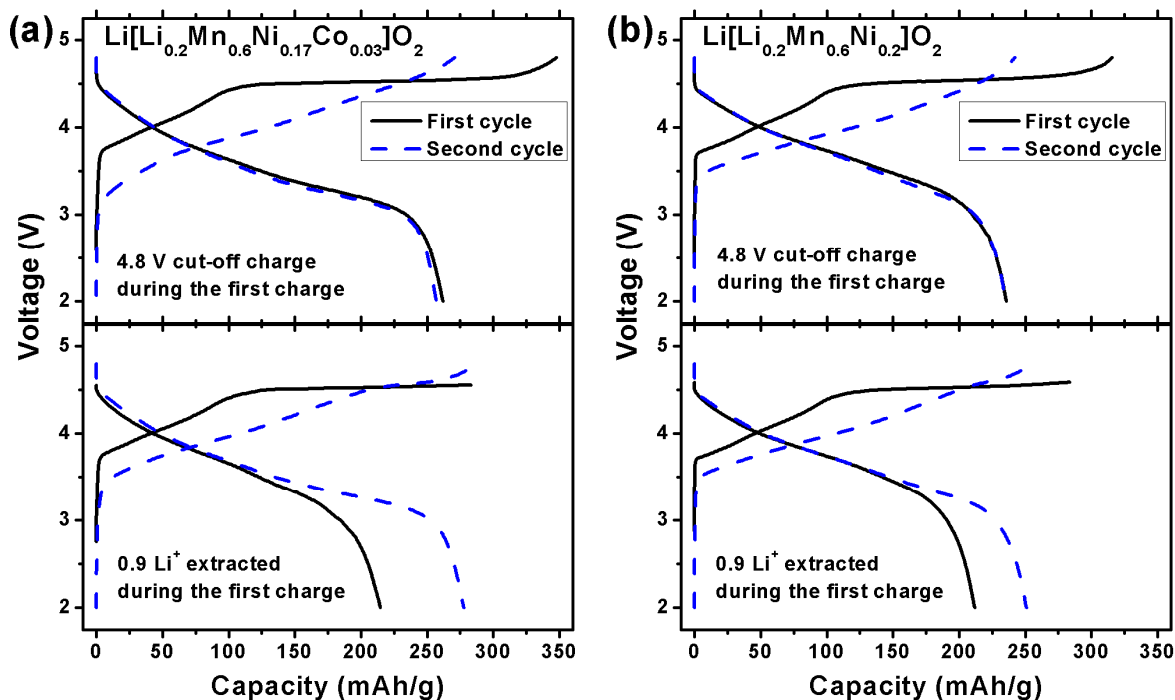 (a)
Li[Li0.2Mn0.6Ni0.17Co0.03]O2
First cycle
Second cycle
4.8 V cut-off charge
during the first charge
5
4
3
2
0.9 Li+ extracted
during the first charge
5
4
3
2
0 50 100 150 200 250 300 350
Voltage (V)
Capacity (mAh/g)
(b)
Li[Li0.2Mn0.6Ni0.2]O2
First cycle
Second cycle
4.8 V cut-off charge
during the first charge
5
4
3
2
0.9 Li+ extracted
during the first charge
5
4
3
2
0 50 100 150 200 250 300 350
Voltage (V)
Capacity (mAh/g)